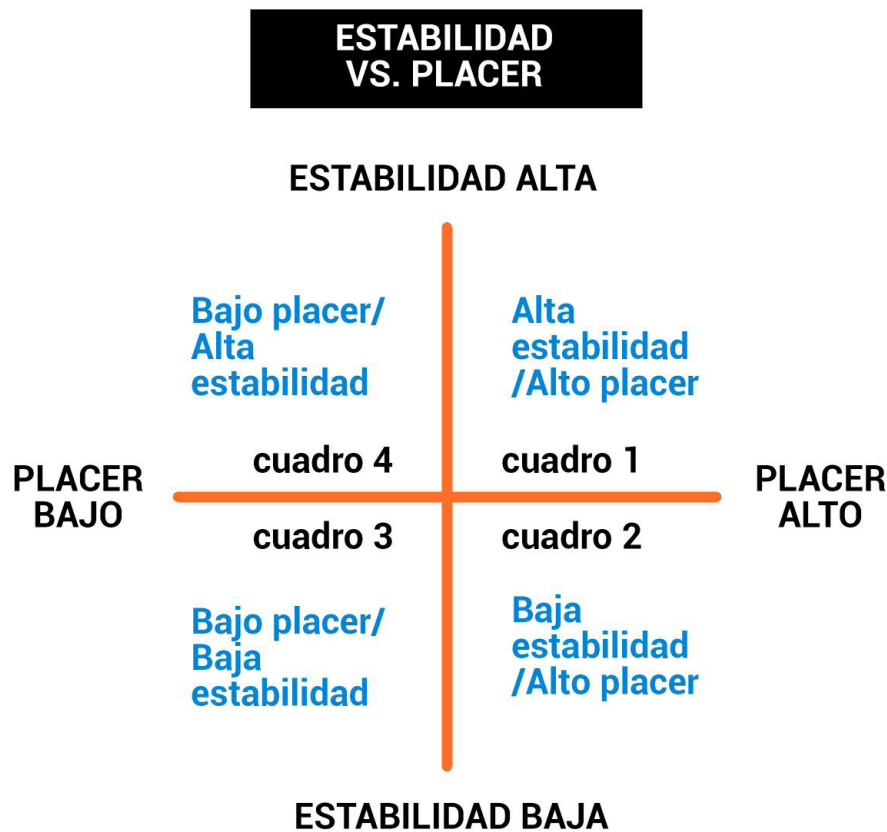 ESTABILIDAD
VS. PLACER
ESTABILIDAD ALTA
Bajo placer/
Alta
estabilidad
Alta
estabilidad
/Alto placer
cuadro 4
cuadro 1
PLACER
BAJO
PLACER
ALTO
cuadro 3
cuadro 2
Bajo placer/
Baja
estabilidad
Baja
estabilidad
/Alto placer
ESTABILIDAD BAJA